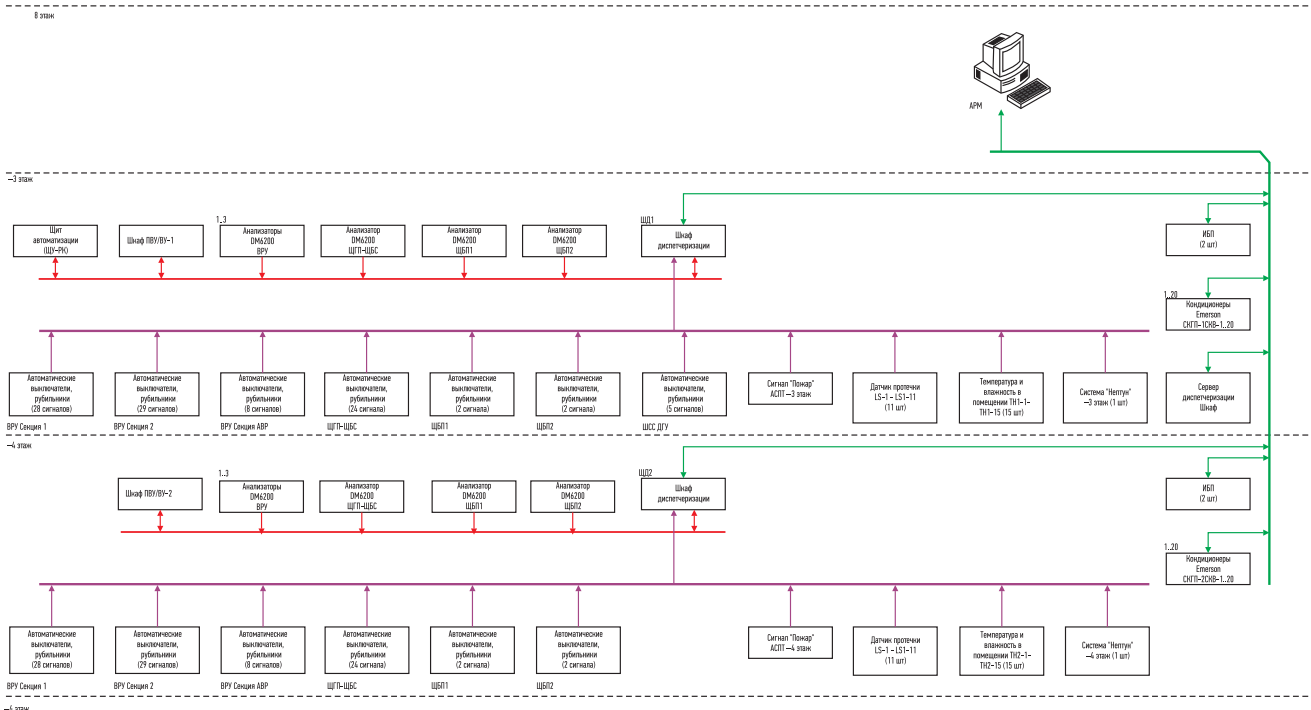 8 этаж
АРМ
–3 этаж
Щит
автоматизации
(ЩУ-РК)
Шкаф ПВУ/ВУ-1
1..3
Анализаторы
DM6200
ВРУ
Анализатор
DM6200
ЩГП-ЩБС
Анализатор
DM6200
ЩБП1
Анализатор
DM6200
ЩБП2
ЩД1
Шкаф
диспетчеризации
ИБП
(2 шт)
1..20
Кондиционеры
Emerson
СКГП-1СКВ-1..20
Автоматические
выключатели,
рубильники
(28 сигналов)
ВРУ Секция 1
Автоматические
выключатели,
рубильники
(29 сигналов)
ВРУ Секция 2
Автоматические
выключатели,
рубильники
(8 сигналов)
ВРУ Секция АВР
Автоматические
выключатели,
рубильники
(24 сигнала)
ЩГП-ЩБС
Автоматические
выключатели,
рубильники
(2 сигнала)
ЩБП1
Автоматические
выключатели,
рубильники
(2 сигнала)
ЩБП2
Автоматические
выключатели,
рубильники
(5 сигналов)
ШСС ДГУ
Сигнал "Пожар"
АСПТ –3 этаж
Датчик протечки
LS-1 - LS1-11
(11 шт)
Температура и
влажность в
помещении TH1-1-
TH1-15 (15 шт)
Система "Нептун"
–3 этаж (1 шт)
Сервер
диспетчеризации
Шкаф
–4 этаж
Шкаф ПВУ/ВУ-2
1..3
Анализаторы
DM6200
ВРУ
Анализатор
DM6200
ЩГП-ЩБС
Анализатор
DM6200
ЩБП1
Анализатор
DM6200
ЩБП2
ЩД2
Шкаф
диспетчеризации
ИБП
(2 шт)
1..20
Кондиционеры
Emerson
СКГП-2СКВ-1..20
Автоматические
выключатели,
рубильники
(28 сигналов)
ВРУ Секция 1
Автоматические
выключатели,
рубильники
(29 сигналов)
ВРУ Секция 2
Автоматические
выключатели,
рубильники
(8 сигналов)
ВРУ Секция АВР
Автоматические
выключатели,
рубильники
(24 сигнала)
ЩГП-ЩБС
Автоматические
выключатели,
рубильники
(2 сигнала)
ЩБП1
Автоматические
выключатели,
рубильники
(2 сигнала)
ЩБП2
Сигнал "Пожар"
АСПТ –4 этаж
Датчик протечки
LS-1 - LS1-11
(11 шт)
Температура и
влажность в
помещении TH2-1-
TH2-15 (15 шт)
Система "Нептун"
–4 этаж (1 шт)